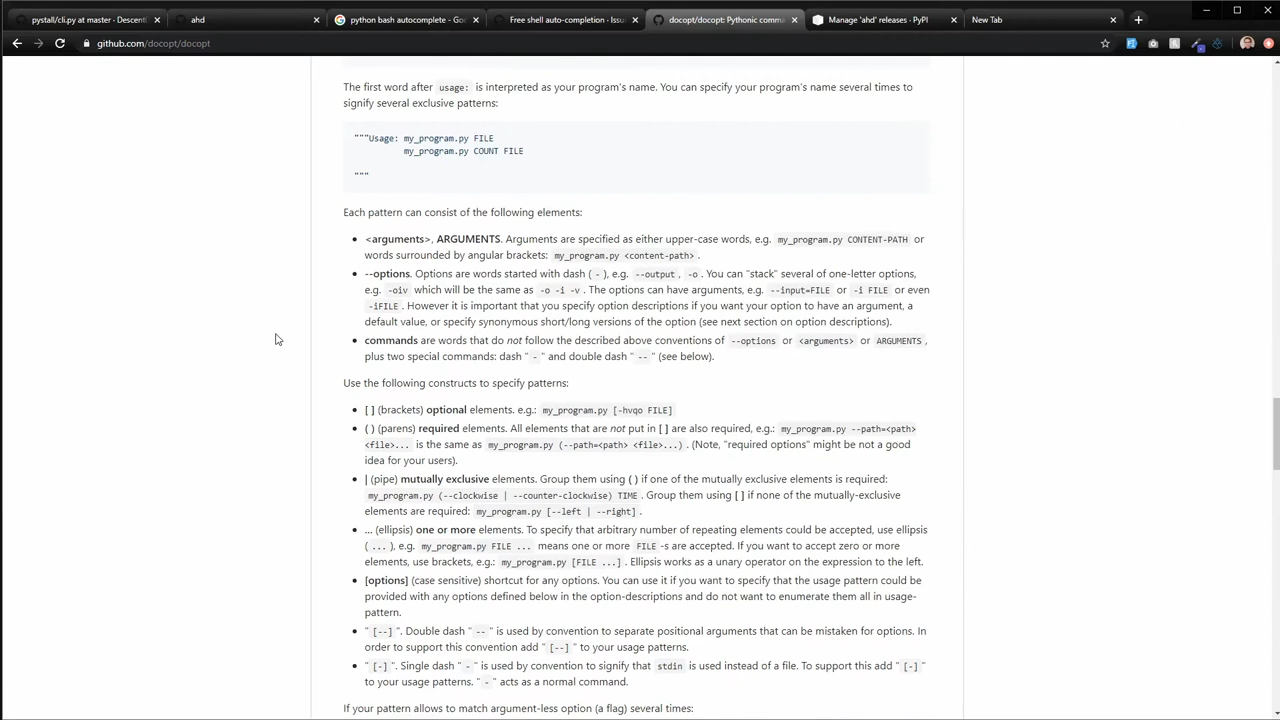 pystall/cli.py at master · Descent
ahd
python bash autocomplete - Goo
Free shell auto-completion · Issu
docopt/docopt: Pythonic comma
Manage 'ahd' releases · PyPI
New Tab
github.com/docopt/docopt
The first word after usage: is interpreted as your program's name. You can specify your program's name several times to
signify several exclusive patterns:
"""Usage: my_program.py FILE
my_program.py COUNT FILE
"""
Each pattern can consist of the following elements:
• <arguments>, ARGUMENTS. Arguments are specified as either upper-case words, e.g. my_program.py CONTENT-PATH or
words surrounded by angular brackets: my_program.py <content-path> .
• --options. Options are words started with dash ( - ), e.g. --output , -o . You can "stack" several of one-letter options,
e.g. -oiv which will be the same as -o -i -v . The options can have arguments, e.g. --input=FILE or -i FILE or even
-iFILE . However it is important that you specify option descriptions if you want your option to have an argument, a
default value, or specify synonymous short/long versions of the option (see next section on option descriptions).
• commands are words that do not follow the described above conventions of --options or <arguments> or ARGUMENTS ,
plus two special commands: dash " - " and double dash " -- " (see below).
Use the following constructs to specify patterns:
• [ ] (brackets) optional elements. e.g.: my_program.py [-hvqo FILE]
• ( ) (parens) required elements. All elements that are not put in [ ] are also required, e.g.: my_program.py --path=<path>
<file>... is the same as my_program.py (--path=<path> <file>...) . (Note, "required options" might be not a good
idea for your users).
• | (pipe) mutually exclusive elements. Group them using ( ) if one of the mutually exclusive elements is required:
my_program.py (--clockwise | --counter-clockwise) TIME . Group them using [ ] if none of the mutually-exclusive
elements are required: my_program.py [--left | --right] .
• ... (ellipsis) one or more elements. To specify that arbitrary number of repeating elements could be accepted, use ellipsis
( ... ), e.g. my_program.py FILE ... means one or more FILE -s are accepted. If you want to accept zero or more
elements, use brackets, e.g.: my_program.py [FILE ...] . Ellipsis works as a unary operator on the expression to the left.
• [options] (case sensitive) shortcut for any options. You can use it if you want to specify that the usage pattern could be
provided with any options defined below in the option-descriptions and do not want to enumerate them all in usage-
pattern.
• " [--] ". Double dash " -- " is used by convention to separate positional arguments that can be mistaken for options. In
order to support this convention add " [--] " to your usage patterns.
• " [-] ". Single dash " - " is used by convention to signify that stdin is used instead of a file. To support this add " [-] "
to your usage patterns. " - " acts as a normal command.
If your pattern allows to match argument-less option (a flag) several times: